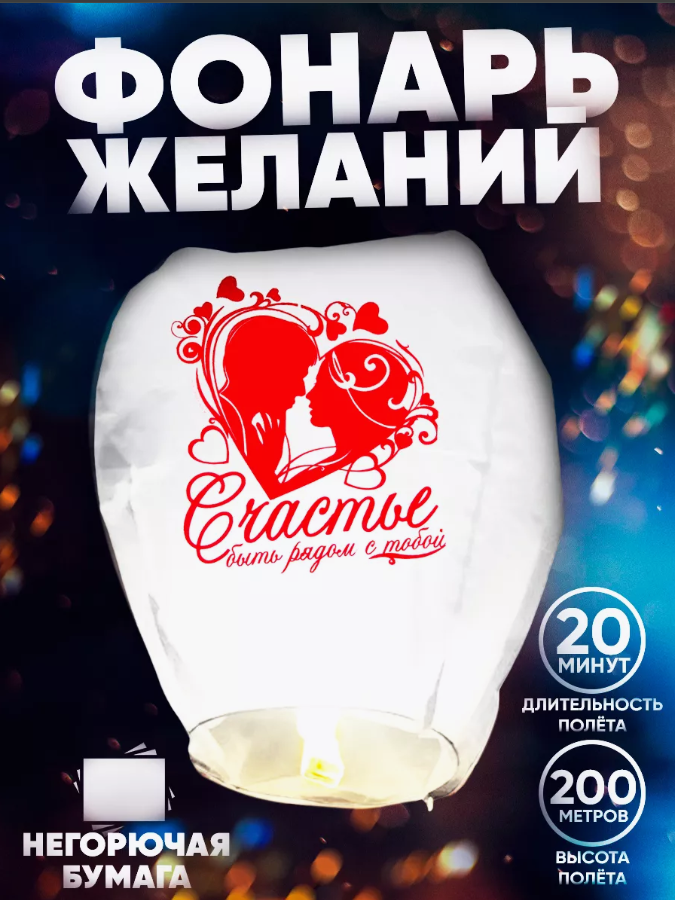 ФОНАРЬ
ЖЕЛАНИЙ
Счастье
быть рядом с тобой
20
МИНУТ
ДЛИТЕЛЬНОСТЬ
ПОЛЁТА
200
МЕТРОВ
ВЫСОТА
ПОЛЁТА
НЕГОРЮЧАЯ
БУМАГА